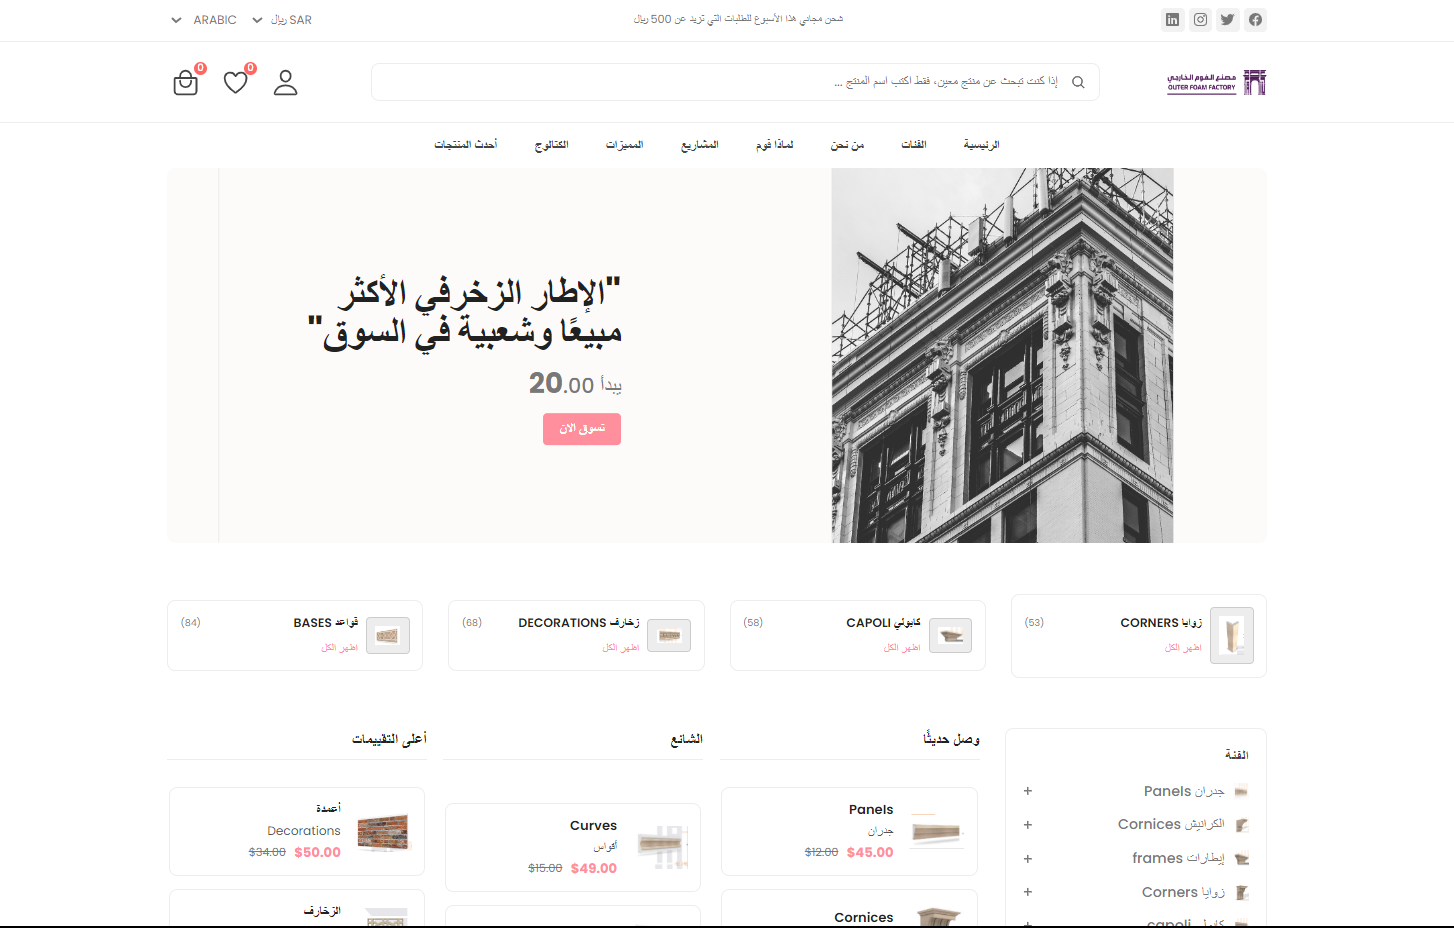 شحن مجاني هذا الأسبوع للطلبات التي تزيد عن 500 ريال
SAR ريال
ARABIC
مصنع الفوم الخارجي
OUTER FOAM FACTORY
إذا كنت تبحث عن منتج معين، فقط اكتب اسم المنتج ...
0
0
الرئيسية
الفئات
من نحن
لماذا فوم
المشاريع
المميزات
الكتالوج
أحدث المنتجات
"الإطار الزخرفي الأكثر
مبيعًا وشعبية في السوق"
يبدأ 20.00
تسوق الان
زوايا CORNERS
(53)
اظهر الكل
كابولي CAPOLI
(58)
اظهر الكل
زخارف DECORATIONS
(68)
اظهر الكل
قواعد BASES
(84)
اظهر الكل
الفئة
جدران Panels
+
الكرانيش Cornices
+
إيطارات frames
+
زوايا Corners
+
كابولي capoli
+
وصل حديثًا
Panels
جدران
$45.00 $12.00
Cornices
الشائع
Curves
أقواس
$49.00 $15.00
أعلى التقييمات
أعمدة
Decorations
$50.00 $34.00
الزخارف